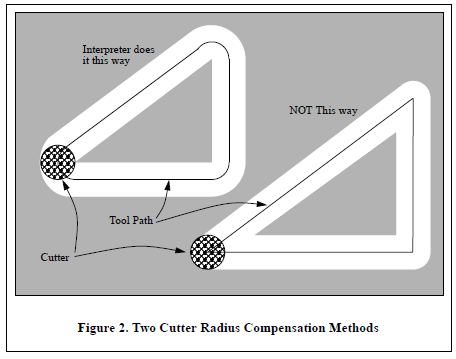 Interpreter does
it this way
NOT This way
Tool Path
Cutter
Figure 2. Two Cutter Radius Compensation Methods